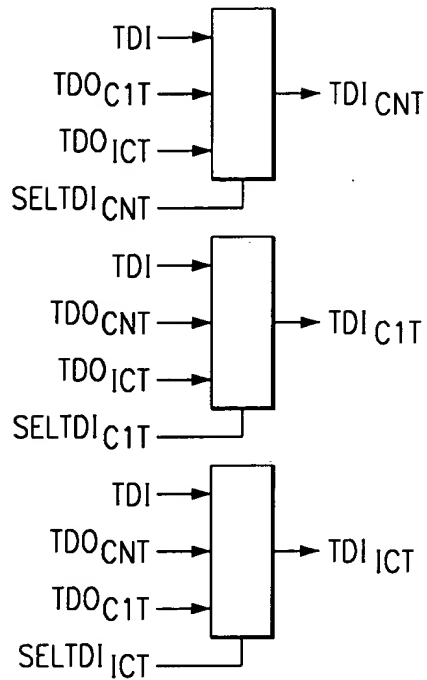 TDI
TDO C1T
TDI CNT
TDO ICT
SELTDI CNT
TDI
TDO CNT
TDI C1T
TDO ICT
SELTDI C1T
TDI
TDO CNT
TDI ICT
TDO C1T
SELTDI ICT